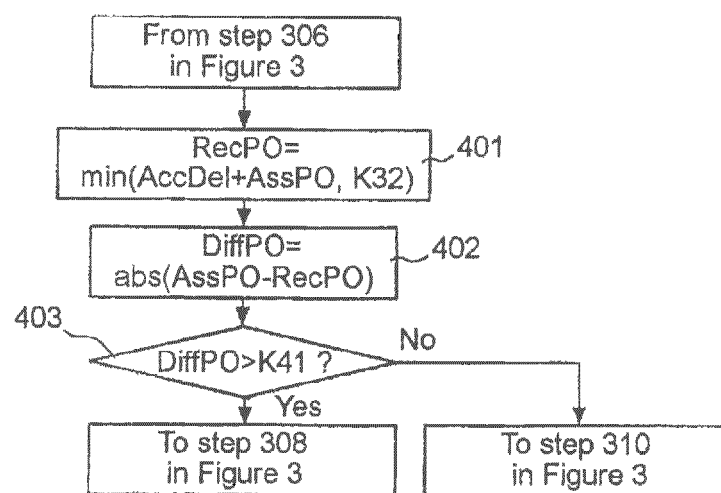 From step 306
in Figure 3
RecPO=
min(AccDel+AssPO, K32)
401
DiffPO=
abs(AssPO-RecPO)
402
403
DiffPO>K41 ?
No
Yes
To step 308
in Figure 3
To step 310
in Figure 3